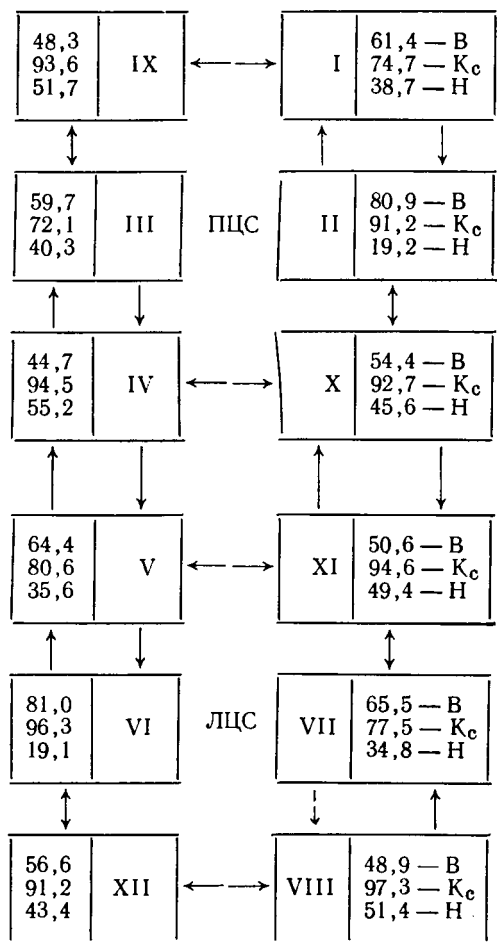 48,3
93,6 IX
51,7
61,4 — В
I 74,7 — Kc
38,7 — Н
59,7
72,1 III
40,3
ПЦС
80,9 — В
II 91,2 — Kc
19,2 — Н
44,7
94,5 IV
55,2
54,4 — В
X 92,7 — Kc
45,6 — Н
64,4
80,6 V
35,6
50,6 — В
XI 94,6 — Kc
49,4 — Н
81,0
96,3 VI
19,1
ЛЦС
65,5 — В
VII 77,5 — Kc
34,8 — Н
56,6
91,2 XII
43,4
48,9 — В
VIII 97,3 — Kc
51,4 — Н